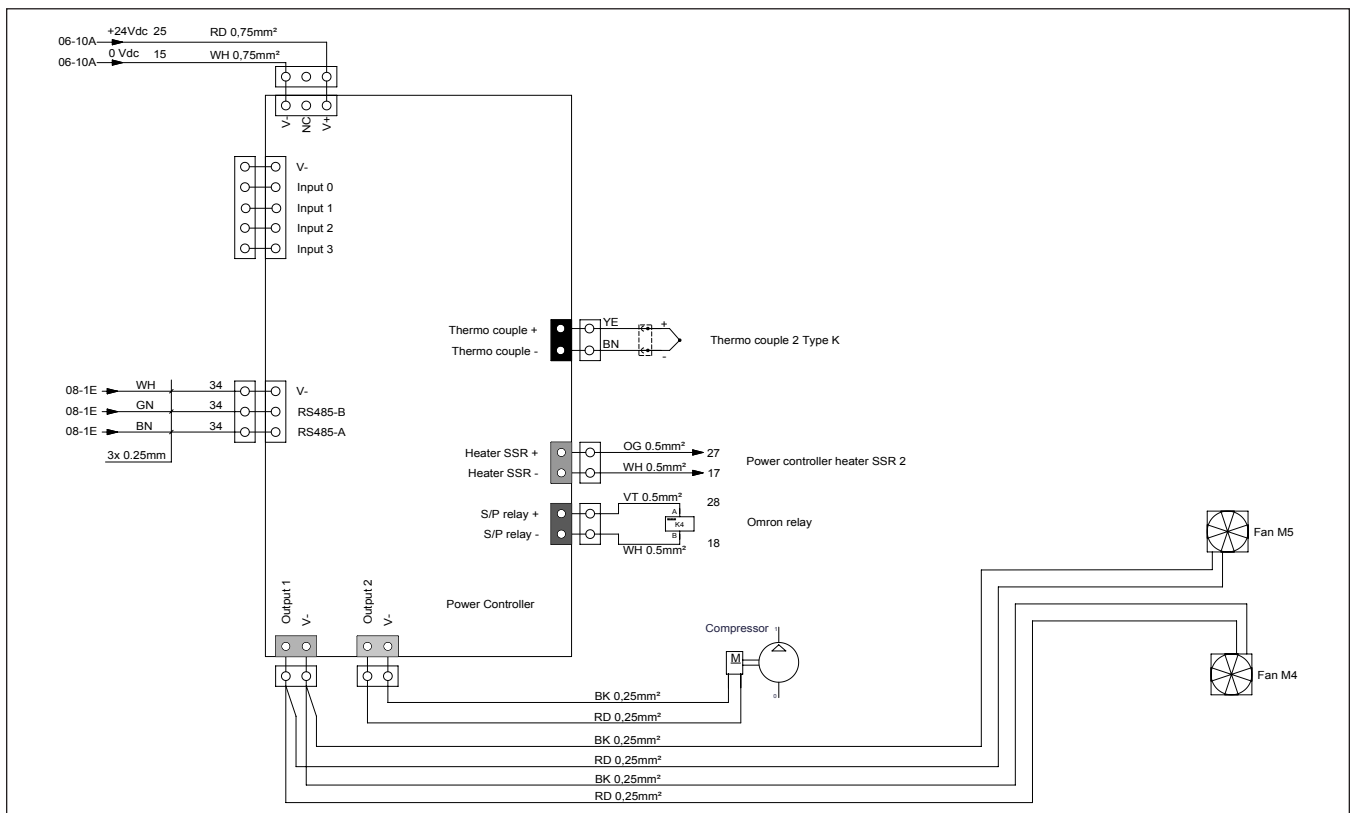 +24Vdc 25 RD 0,75mm²
06-10A
0 Vdc 15 WH 0,75mm²
06-10A
V-
NC
V+
V-
Input 0
Input 1
Input 2
Input 3
Thermo couple +
Thermo couple -
YE
BN
+
-
Thermo couple 2 Type K
08-1E WH 34 V-
08-1E GN 34 RS485-B
08-1E BN 34 RS485-A
3x 0.25mm
Heater SSR +
Heater SSR -
OG 0.5mm² 27
WH 0.5mm² 17
Power controller heater SSR 2
S/P relay +
S/P relay -
VT 0.5mm² 28
A
K4
B
WH 0.5mm² 18
Omron relay
Fan M5
Output 1
V-
Output 2
V-
Power Controller
Compressor
1
M
0
Fan M4
BK 0,25mm²
RD 0,25mm²
BK 0,25mm²
RD 0,25mm²
BK 0,25mm²
RD 0,25mm²